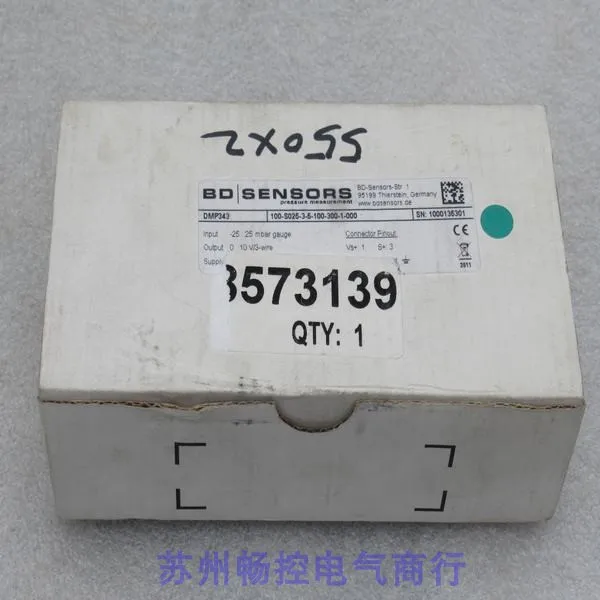 BD|SENSORS
pressure measurement
BD-Sensors-Str. 1
95199 Thierstein, Germany
www.bdsensors.de
DMP343 100-S025-3-5-100-300-1-000 SN: 1000135301
Input -25 .. 25 mbar gauge Connector Pinout:
Output 0 .. 10 V/3-wire Vs+: 1 S+: 3
CE
2011
3573139
QTY: 1
苏州畅控电气商行